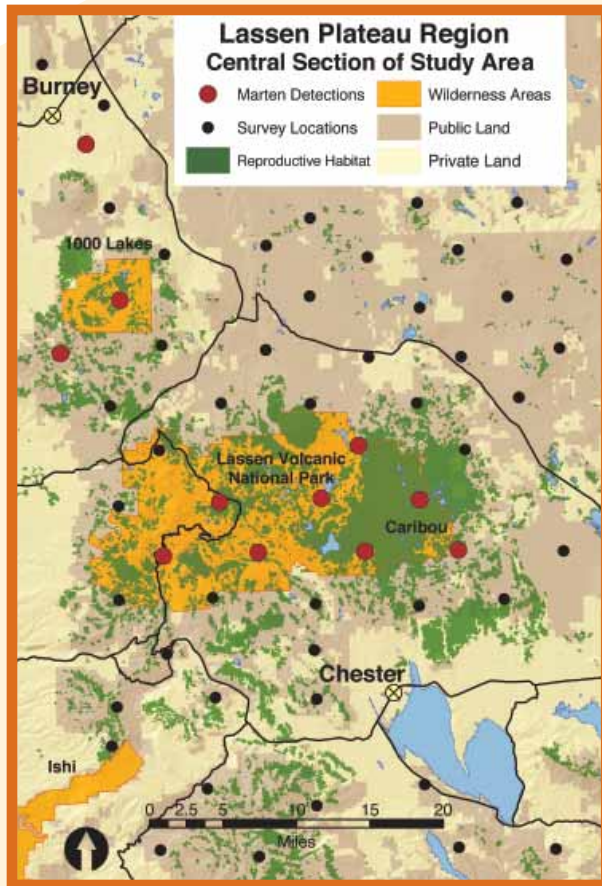 Lassen Plateau Region
Central Section of Study Area
Marten Detections
Wilderness Areas
Survey Locations
Public Land
Reproductive Habitat
Private Land
Burney
1000 Lakes
Lassen Volcanic
National Park
Caribou
Chester
Ishi
0 2.5 5 10 15 20
Miles